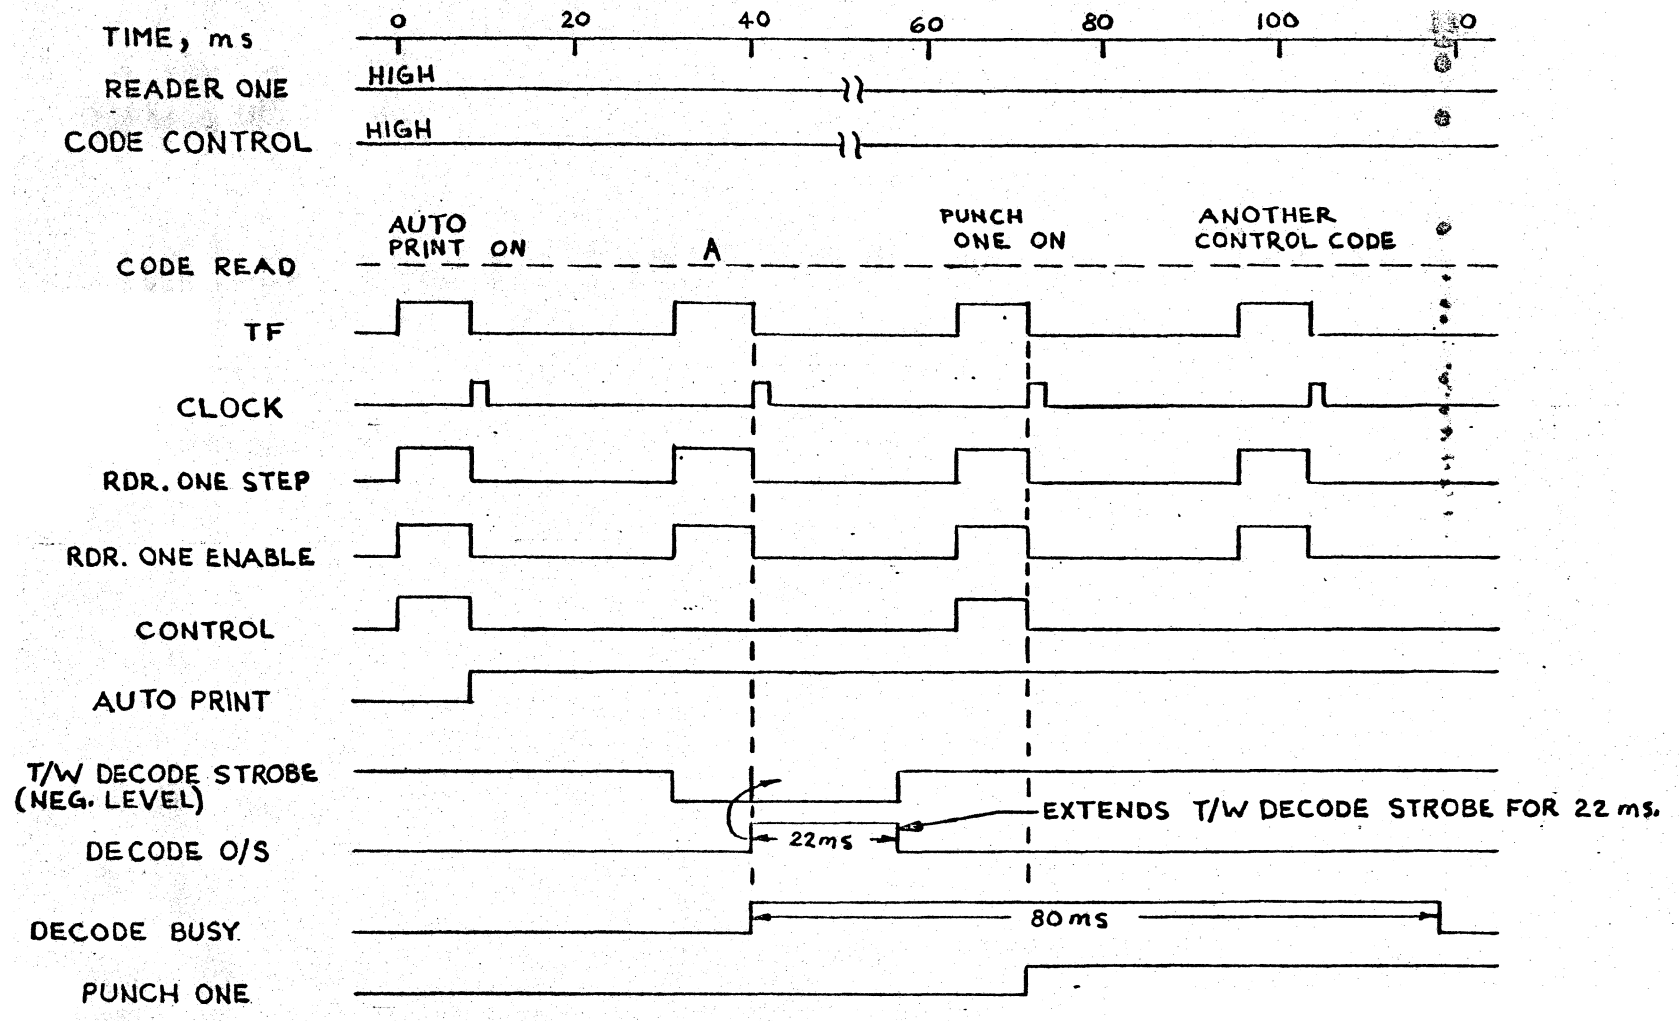 TIME, ms 0 20 40 60 80 100
READER ONE HIGH
CODE CONTROL HIGH
AUTO
PRINT ON
A
PUNCH
ONE ON
ANOTHER
CONTROL CODE
CODE READ
TF
CLOCK
RDR. ONE STEP
RDR. ONE ENABLE
CONTROL
AUTO PRINT
T/W DECODE STROBE
(NEG. LEVEL)
EXTENDS T/W DECODE STROBE FOR 22 ms.
DECODE O/S 22ms
DECODE BUSY 80ms
PUNCH ONE